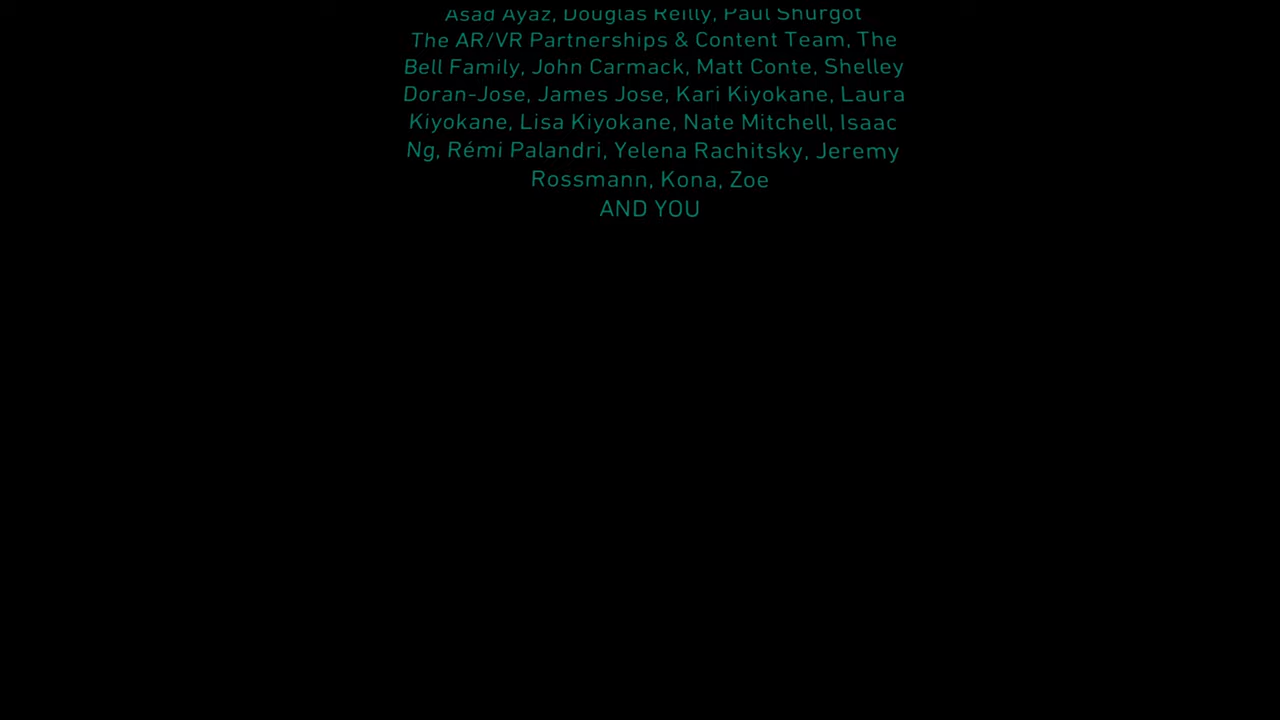 Asad Ayaz, Douglas Reilly, Paul Shurgot
The AR/VR Partnerships & Content Team, The
Bell Family, John Carmack, Matt Conte, Shelley
Doran-Jose, James Jose, Kari Kiyokane, Laura
Kiyokane, Lisa Kiyokane, Nate Mitchell, Isaac
Ng, Rémi Palandri, Yelena Rachitsky, Jeremy
Rossmann, Kona, Zoe
AND YOU